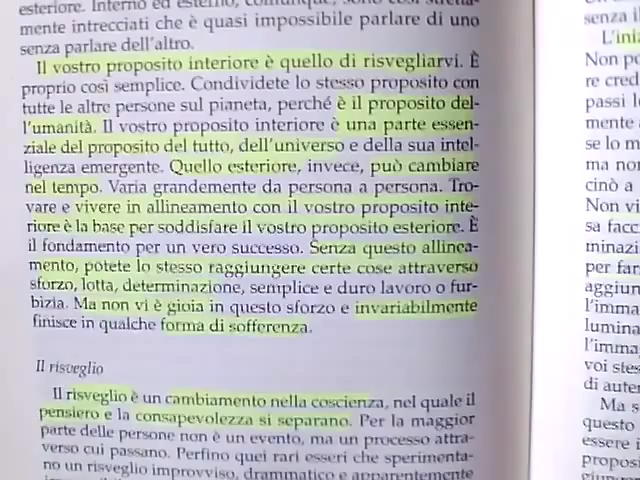 esteriore. Interno ed esterno, comunque, sono così stretta-
mente intrecciati che è quasi impossibile parlare di uno
senza parlare dell'altro.
Il vostro proposito interiore è quello di risvegliarvi. È
proprio così semplice. Condividete lo stesso proposito con
tutte le altre persone sul pianeta, perché è il proposito del-
l'umanità. Il vostro proposito interiore è una parte essen-
ziale del proposito del tutto, dell'universo e della sua intel-
ligenza emergente. Quello esteriore, invece, può cambiare
nel tempo. Varia grandemente da persona a persona. Tro-
vare e vivere in allineamento con il vostro proposito inte-
riore è la base per soddisfare il vostro proposito esteriore. È
il fondamento per un vero successo. Senza questo allinea-
mento, potete lo stesso raggiungere certe cose attraverso
sforzo, lotta, determinazione, semplice e duro lavoro o fur-
bizia. Ma non vi è gioia in questo sforzo e invariabilmente
finisce in qualche forma di sofferenza.
Il risveglio
Il risveglio è un cambiamento nella coscienza, nel quale il
pensiero e la consapevolezza si separano. Per la maggior
parte delle persone non è un evento, ma un processo attra-
verso cui passano. Perfino quei rari esseri che sperimenta-
no un risveglio improvviso, drammatico e apparentemente
senza il
L'ini
Non po
re cred
passi l
mente
se lo m
ma non
cinò a
Non vi
sa facc
minazi
per far
aggiun
l'imma
lumina
l'imma
voi stes
di auter
Ma s
questo
essere i
proposi